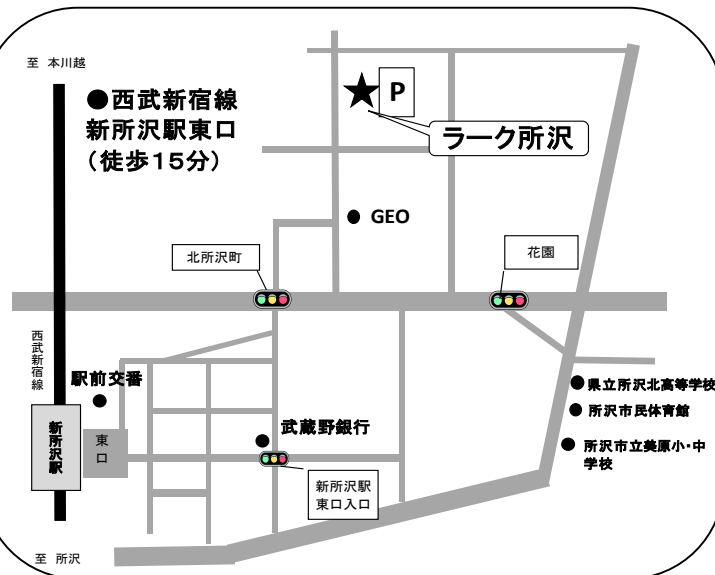 至 本川越
●西武新宿線
新所沢駅東口
(徒歩15分)
P
ラーク所沢
GEO
北所沢町
花園
西武新宿線
駅前交番
県立所沢北高等学校
所沢市民体育館
所沢市立美原小・中
学校
武蔵野銀行
新所沢駅
東口
新所沢駅
東口入口
至 所沢